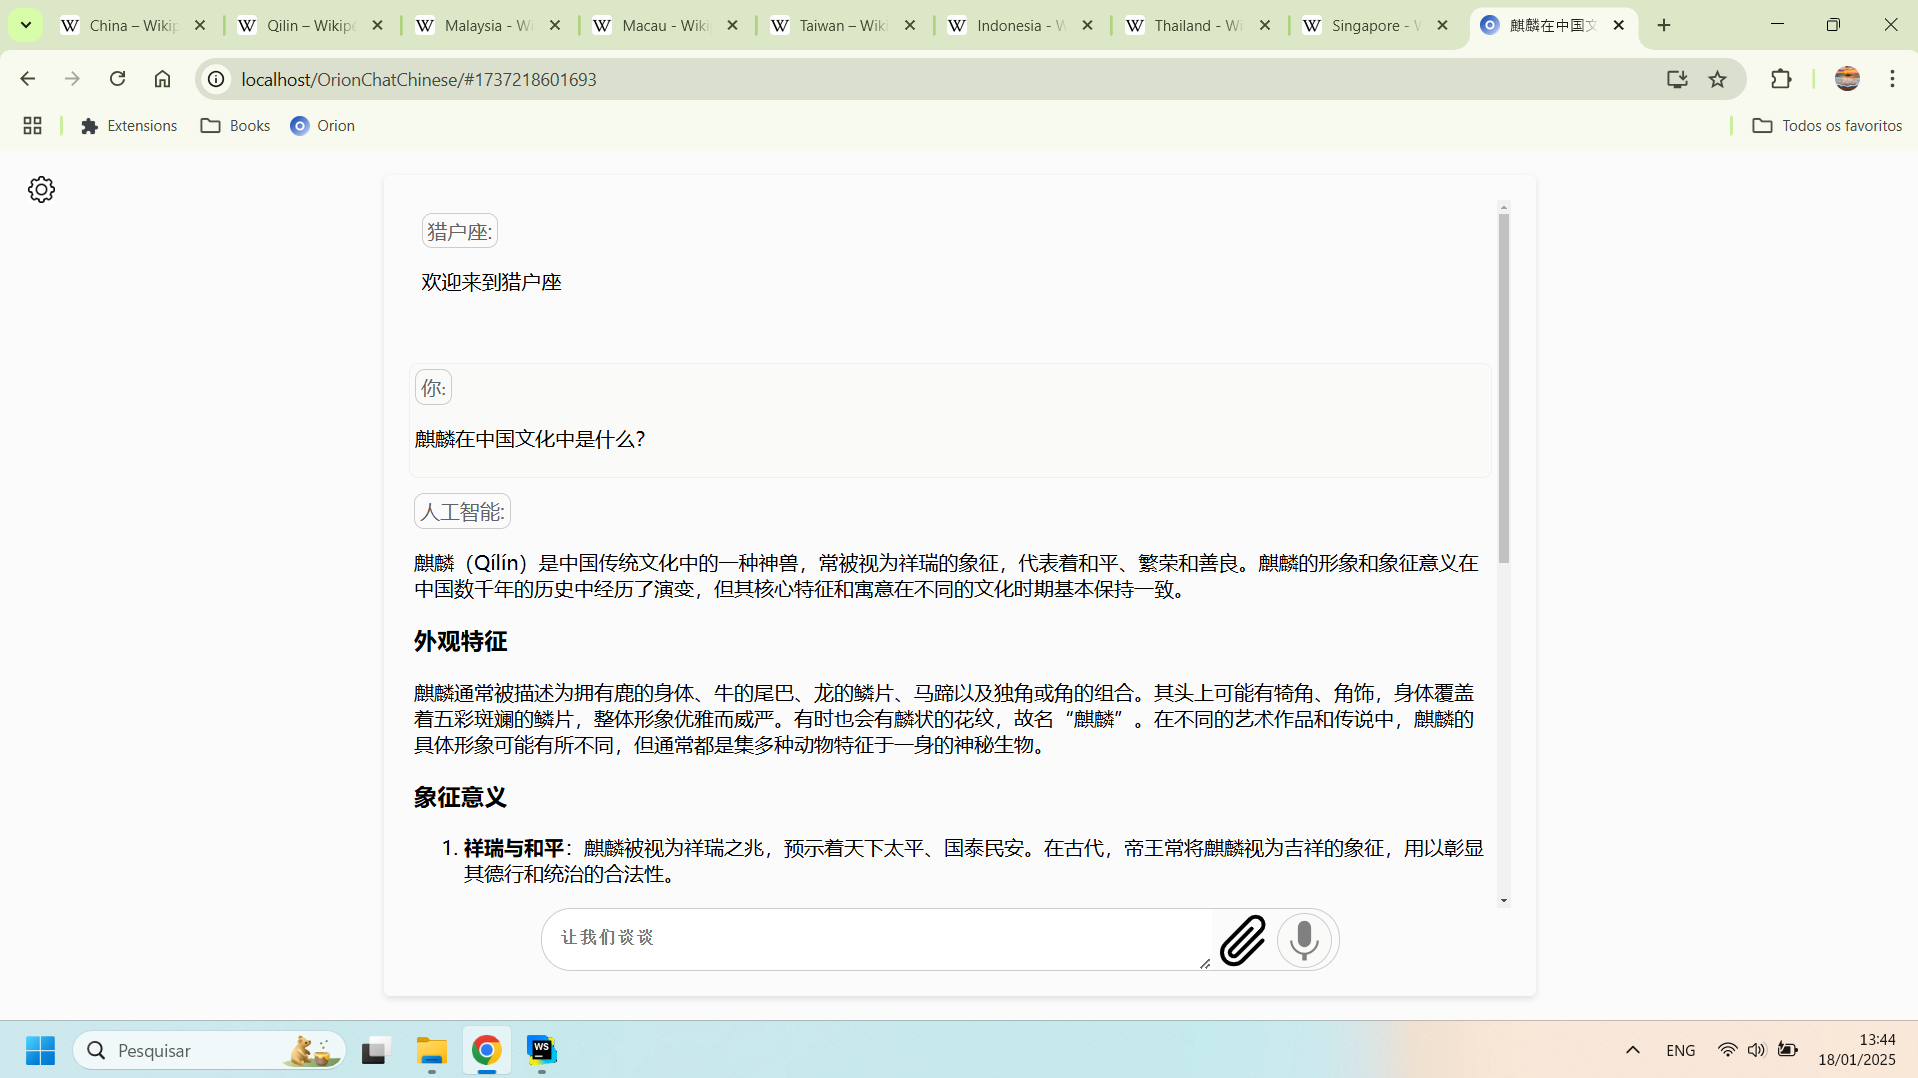 China – Wikip
Qilin – Wikipe
Malaysia - Wi
Macau - Wiki
Taiwan – Wiki
Indonesia - W
Thailand - Wi
Singapore - W
麒麟在中国文
localhost/OrionChatChinese/#1737218601693
Extensions
Books
Orion
Todos os favoritos
猎户座:
欢迎来到猎户座
你:
麒麟在中国文化中是什么？
人工智能:
麒麟（Qílín）是中国传统文化中的一种神兽，常被视为祥瑞的象征，代表着和平、繁荣和善良。麒麟的形象和象征意义在
中国数千年的历史中经历了演变，但其核心特征和寓意在不同的文化时期基本保持一致。
外观特征
麒麟通常被描述为拥有鹿的身体、牛的尾巴、龙的鳞片、马蹄以及独角或角的组合。其头上可能有犄角、角饰，身体覆盖
着五彩斑斓的鳞片，整体形象优雅而威严。有时也会有麟状的花纹，故名“麒麟”。在不同的艺术作品和传说中，麒麟的
具体形象可能有所不同，但通常都是集多种动物特征于一身的神秘生物。
象征意义
1. 祥瑞与和平：麒麟被视为祥瑞之兆，预示着天下太平、国泰民安。在古代，帝王常将麒麟视为吉祥的象征，用以彰显
其德行和统治的合法性。
让我们谈谈
Pesquisar
WS
ENG
13:44
18/01/2025